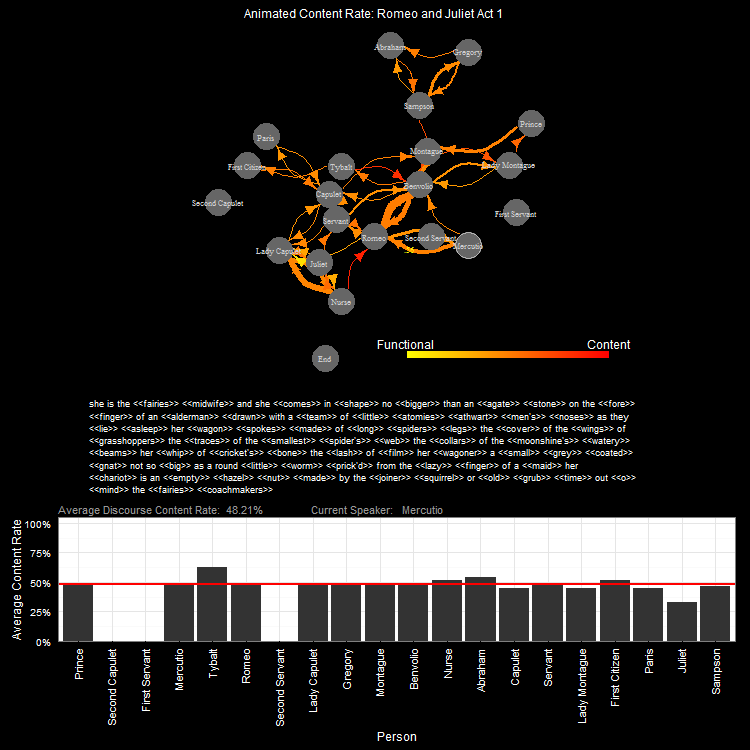 Animated Content Rate: Romeo and Juliet Act 1
Abraham
Gregory
Sampson
Prince
Paris
Montague
First Citizen
Tybalt
Lady Montague
Capulet
Benvolio
Second Capulet
Servant
First Servant
Romeo
Second Servant
Mercutio
Lady Capulet
Juliet
Nurse
Functional
Content
End
she is the <<fairies>> <<midwife>> and she <<comes>> in <<shape>> no <<bigger>> than an <<agate>> <<stone>> on the <<fore>>
<<finger>> of an <<alderman>> <<drawn>> with a <<team>> of <<little>> <<atomies>> <<athwart>> <<men's>> <<noses>> as they
<<lie>> <<asleep>> her <<wagon>> <<spokes>> <<made>> of <<long>> <<spiders>> <<legs>> the <<cover>> of the <<wings>> of
<<grasshoppers>> the <<traces>> of the <<smallest>> <<spider's>> <<web>> the <<collars>> of the <<moonshine's>> <<watery>>
<<beams>> her <<whip>> of <<cricket's>> <<bone>> the <<lash>> of <<film>> her <<wagoner>> a <<small>> <<grey>> <<coated>>
<<gnat>> not so <<big>> as a round <<little>> <<worm>> <<prick'd>> from the <<lazy>> <<finger>> of a <<maid>> her
<<chariot>> is an <<empty>> <<hazel>> <<nut>> <<made>> by the <<joiner>> <<squirrel>> or <<old>> <<grub>> <<time>> out <<o>>
<<mind>> the <<fairies>> <<coachmakers>>
Average Discourse Content Rate: 48.21% Current Speaker: Mercutio
Average Content Rate
100%
75%
50%
25%
0%
Prince
Second Capulet
First Servant
Mercutio
Tybalt
Romeo
Second Servant
Lady Capulet
Gregory
Montague
Benvolio
Nurse
Abraham
Capulet
Servant
Lady Montague
First Citizen
Paris
Juliet
Sampson
Person